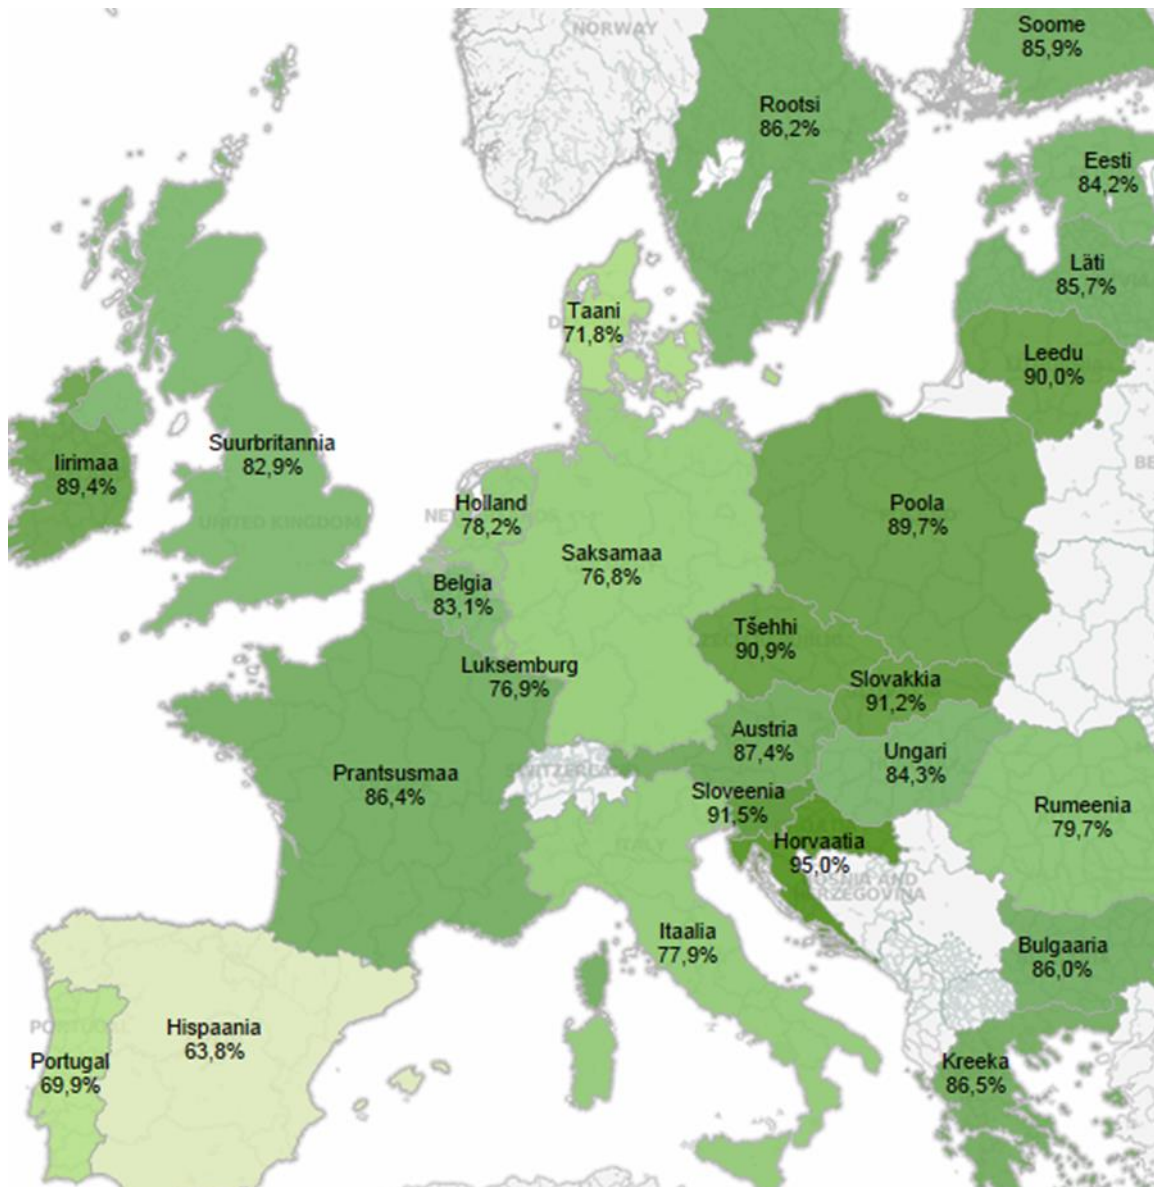 NORWAY
Soome
85,9%
Rootsi
86,2%
Eesti
84,2%
Läti
85,7%
Taani
71,8%
Leedu
90,0%
Suurbritannia
82,9%
Iirimaa
89,4%
UNITED KINGDOM
Holland
78,2%
Poola
89,7%
Saksamaa
76,8%
Belgia
83,1%
Tšehhi
90,9%
Luksemburg
76,9%
Slovakkia
91,2%
Austria
87,4%
Ungari
84,3%
Prantsusmaa
86,4%
Sloveenia
91,5%
Rumeenia
79,7%
ITALY
Horvaatia
95,0%
Itaalia
77,9%
Bulgaaria
86,0%
Hispaania
63,8%
Portugal
69,9%
Kreeka
86,5%